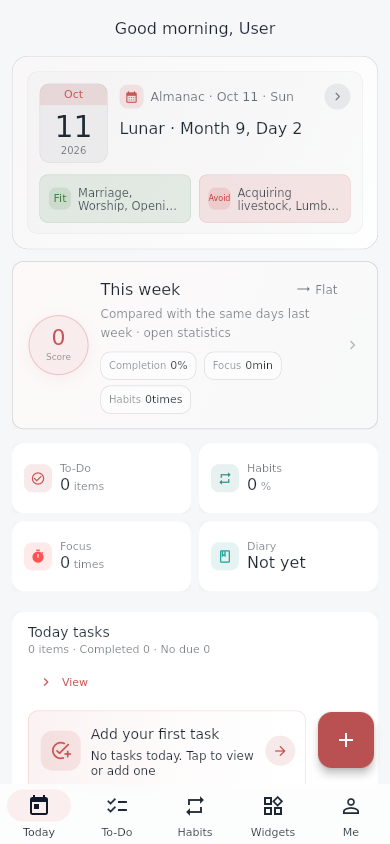 Good morning, User
Oct
11
2026
Almanac · Oct 11 · Sun
Lunar · Month 9, Day 2
Fit
Marriage,
Worship, Openi...
Avoid
Acquiring
livestock, Lumb...
This week
Flat
Compared with the same days last
week · open statistics
0
Score
Completion 0%
Focus 0min
Habits 0times
To-Do
0 items
Habits
0 %
Focus
0 times
Diary
Not yet
Today tasks
0 items · Completed 0 · No due 0
View
Add your first task
No tasks today. Tap to view
or add one
Today
To-Do
Habits
Widgets
Me